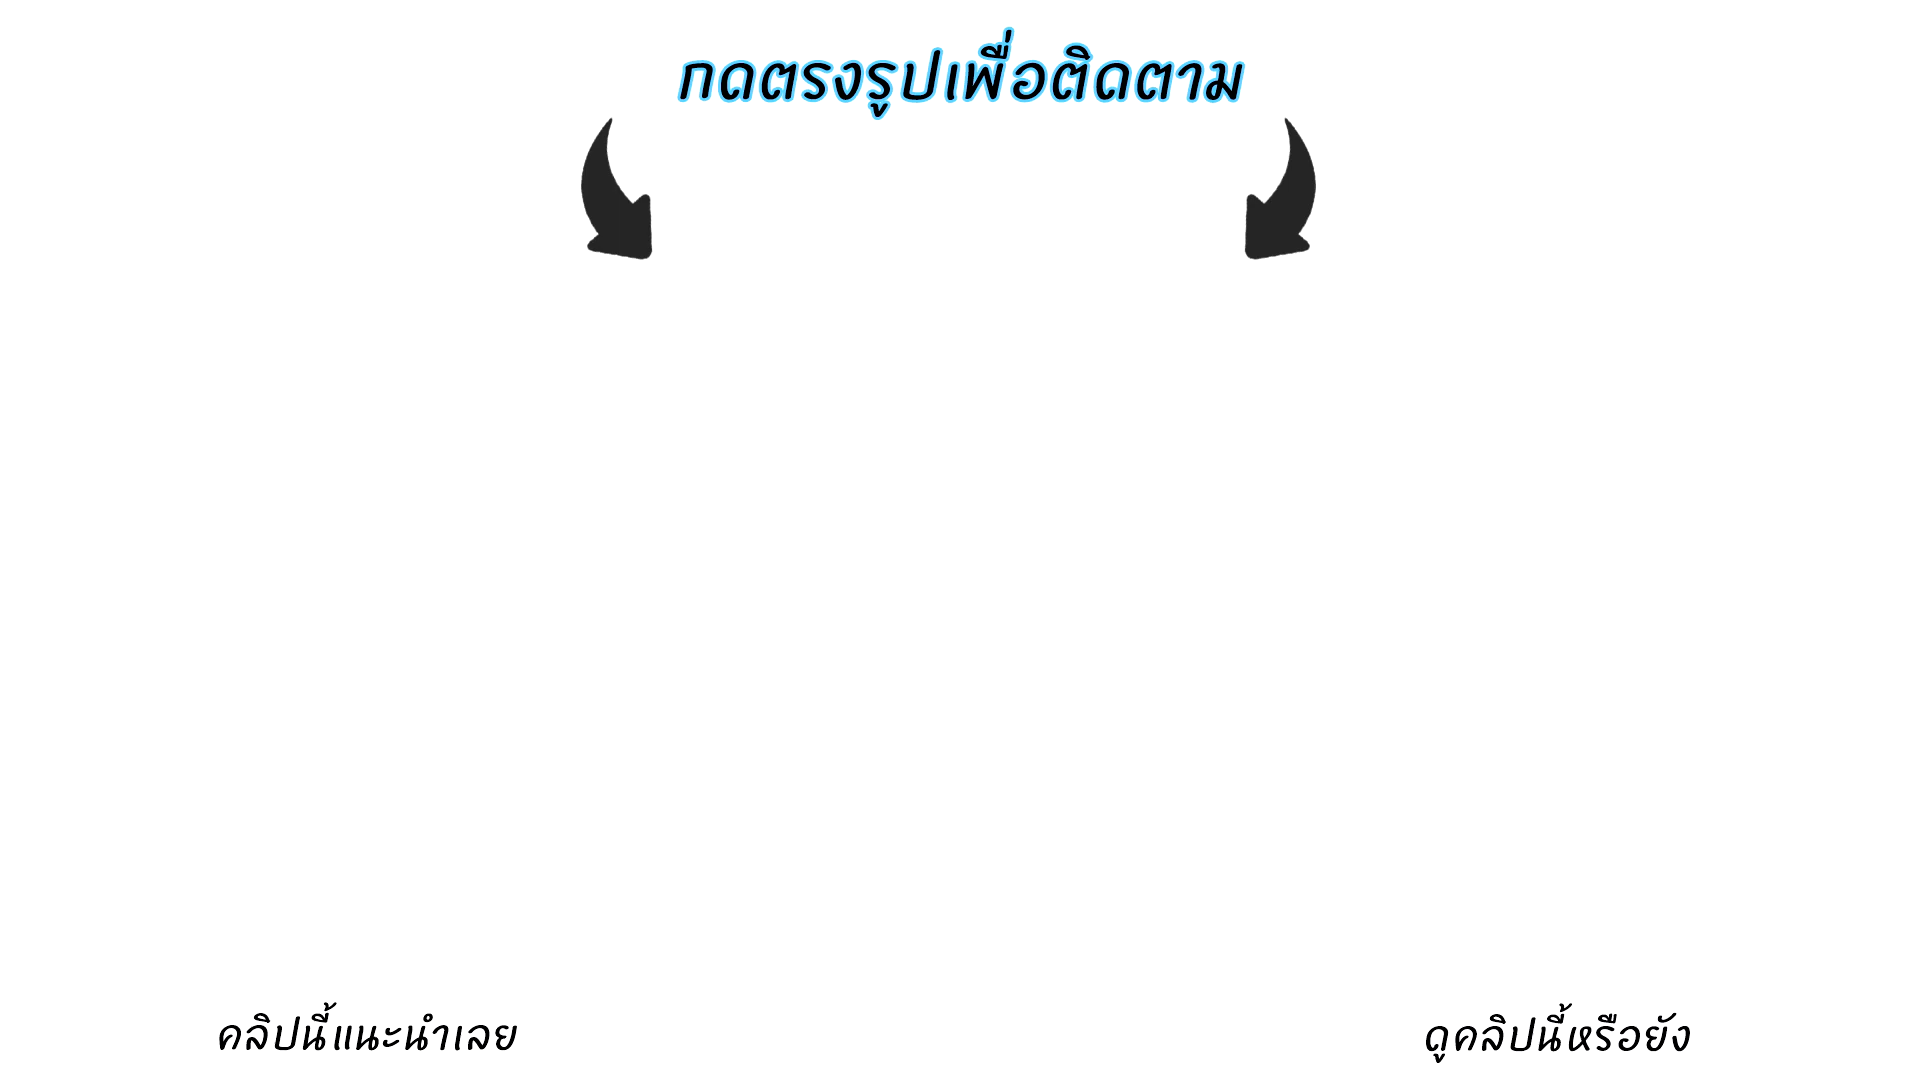 กดตรงรูปเพื่อติดตาม
คลิปนี้แนะนำเลย
ดูคลิปนี้หรือยัง